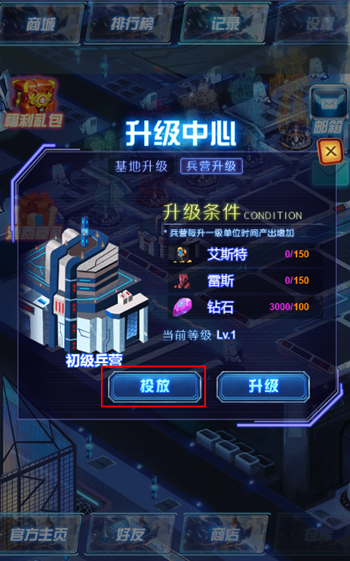 商城 排行榜 记录 设置
福利礼包 邮箱
升级中心
基地升级 兵营升级
升级条件 CONDITION
* 兵营每升一级单位时间产出增加
艾斯特 0/150
雷斯 0/150
钻石 3000/100
当前等级 Lv.1
初级兵营
投放 升级
官方主页 好友 商店 仓库